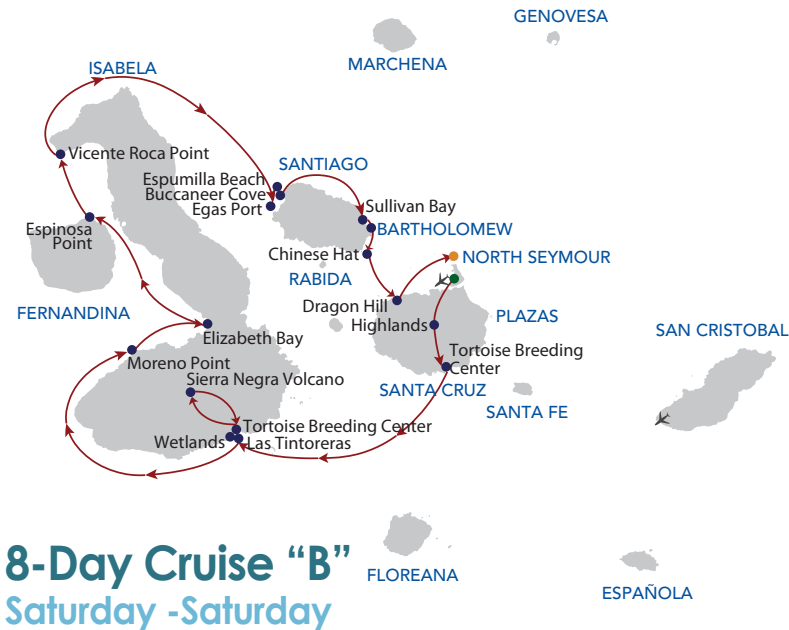 GENOVESA
MARCHENA
ISABELA
Vicente Roca Point
SANTIAGO
Espumilla Beach
Buccaneer Cove
Egas Port
Sullivan Bay
BARTHOLOMEW
Espinosa
Point
Chinese Hat
NORTH SEYMOUR
RABIDA
Dragon Hill
FERNANDINA
Highlands
PLAZAS
Elizabeth Bay
SAN CRISTOBAL
Tortoise Breeding
Center
Moreno Point
Sierra Negra Volcano
SANTA CRUZ
SANTA FE
Tortoise Breeding Center
Wetlands
Las Tintoreras
8-Day Cruise “B”
Saturday -Saturday
FLOREANA
ESPAÑOLA